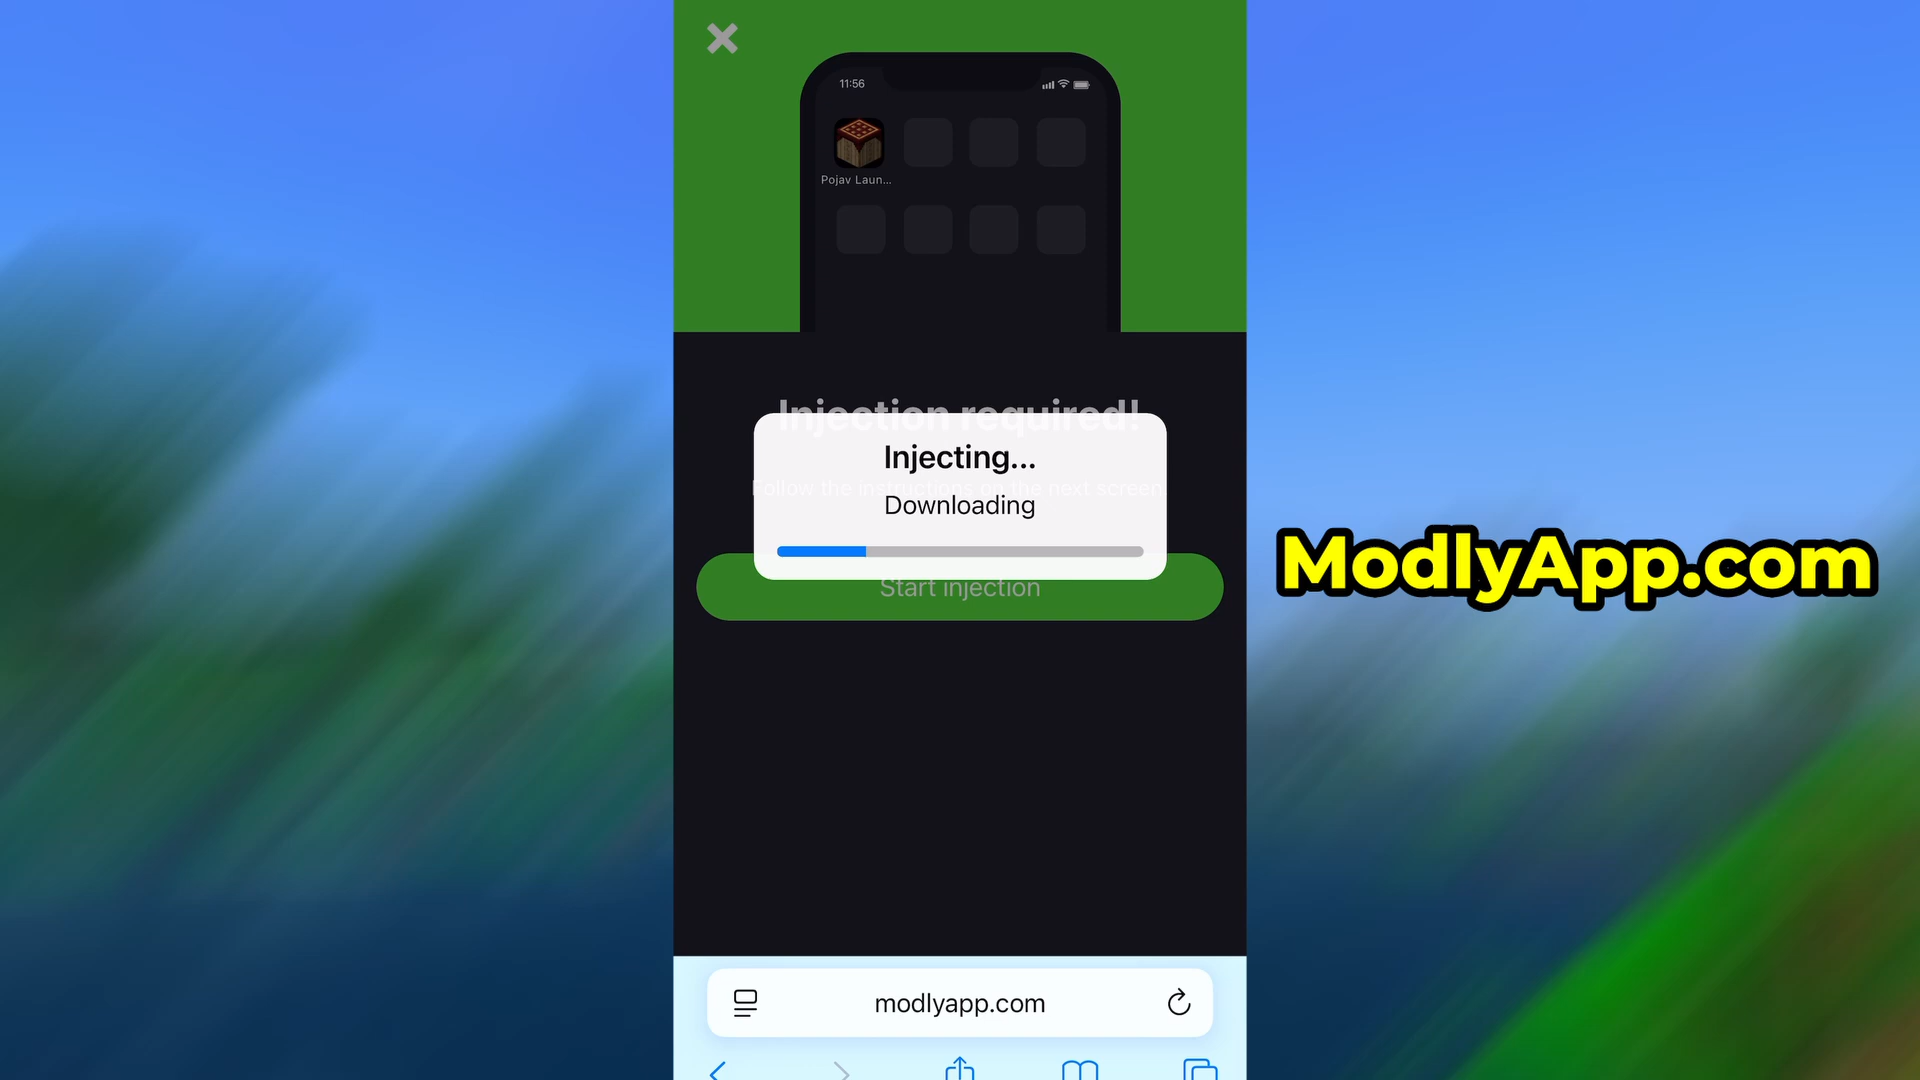 11:56
Pojav Laun...
Injection required!
Injecting...
Follow the instructions on the next screen
Downloading
Start injection
ModlyApp.com
modlyapp.com